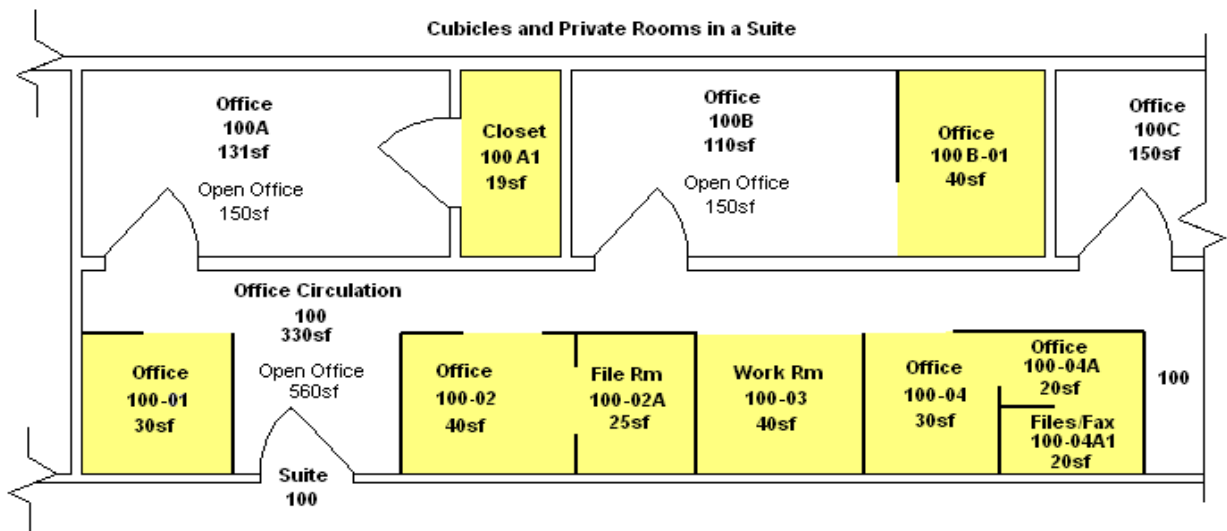 Cubicles and Private Rooms in a Suite
Office
100A
131sf
Open Office
150sf
Closet
100 A1
19sf
Office
100B
110sf
Open Office
150sf
Office
100 B-01
40sf
Office
100C
150sf
Office Circulation
100
330sf
Open Office
560sf
Office
100-01
30sf
Suite
100
Office
100-02
40sf
File Rm
100-02A
25sf
Work Rm
100-03
40sf
Office
100-04
30sf
Office
100-04A
20sf
Files/Fax
100-04A1
20sf
100